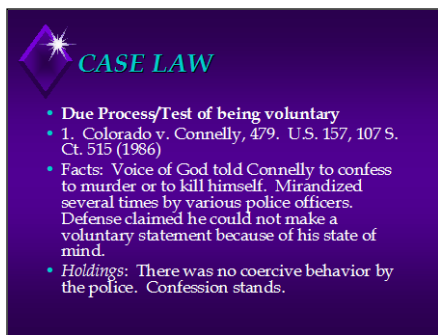 CASE LAW
• Due Process/Test of being voluntary
• 1. Colorado v. Connelly, 479. U.S. 157, 107 S.
Ct. 515 (1986)
• Facts: Voice of God told Connelly to confess
to murder or to kill himself. Mirandized
several times by various police officers.
Defense claimed he could not make a
voluntary statement because of his state of
mind.
• Holdings: There was no coercive behavior by
the police. Confession stands.